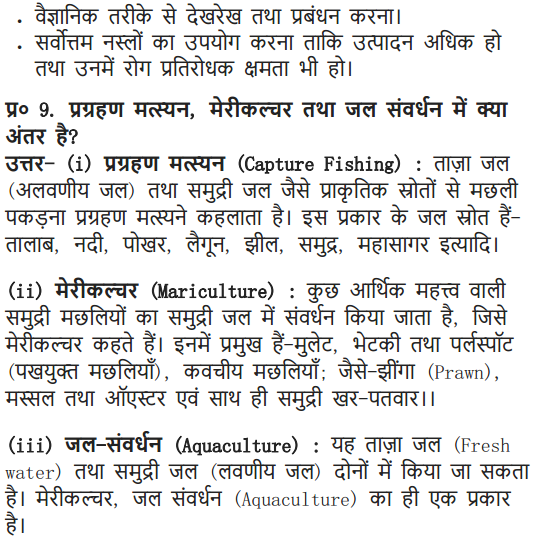 • वैज्ञानिक तरीके से देखरेख तथा प्रबंधन करना।
• सर्वोत्तम नस्लों का उपयोग करना ताकि उत्पादन अधिक हो
तथा उनमें रोग प्रतिरोधक क्षमता भी हो।
प्र० 9. प्रग्रहण मत्स्यन, मेरीकल्चर तथा जल संवर्धन में क्या
अंतर है?
उत्तर- (i) प्रग्रहण मत्स्यन (Capture Fishing) : ताज़ा जल
(अलवणीय जल) तथा समुद्री जल जैसे प्राकृतिक स्रोतों से मछली
पकड़ना प्रग्रहण मत्स्यने कहलाता है। इस प्रकार के जल स्रोत हैं-
तालाब, नदी, पोखर, लैगून, झील, समुद्र, महासागर इत्यादि।
(ii) मेरीकल्चर (Mariculture) : कुछ आर्थिक महत्त्व वाली
समुद्री मछलियों का समुद्री जल में संवर्धन किया जाता है, जिसे
मेरीकल्चर कहते हैं। इनमें प्रमुख हैं-मुलेट, भेटकी तथा पर्लस्पॉट
(पखयुक्त मछलियाँ), कवचीय मछलियाँ; जैसे-झींगा (Prawn),
मस्सल तथा ऑएस्टर एवं साथ ही समुद्री खर-पतवार।।
(iii) जल-संवर्धन (Aquaculture) : यह ताज़ा जल (Fresh
water) तथा समुद्री जल (लवणीय जल) दोनों में किया जा सकता
है। मेरीकल्चर, जल संवर्धन (Aquaculture) का ही एक प्रकार
है।